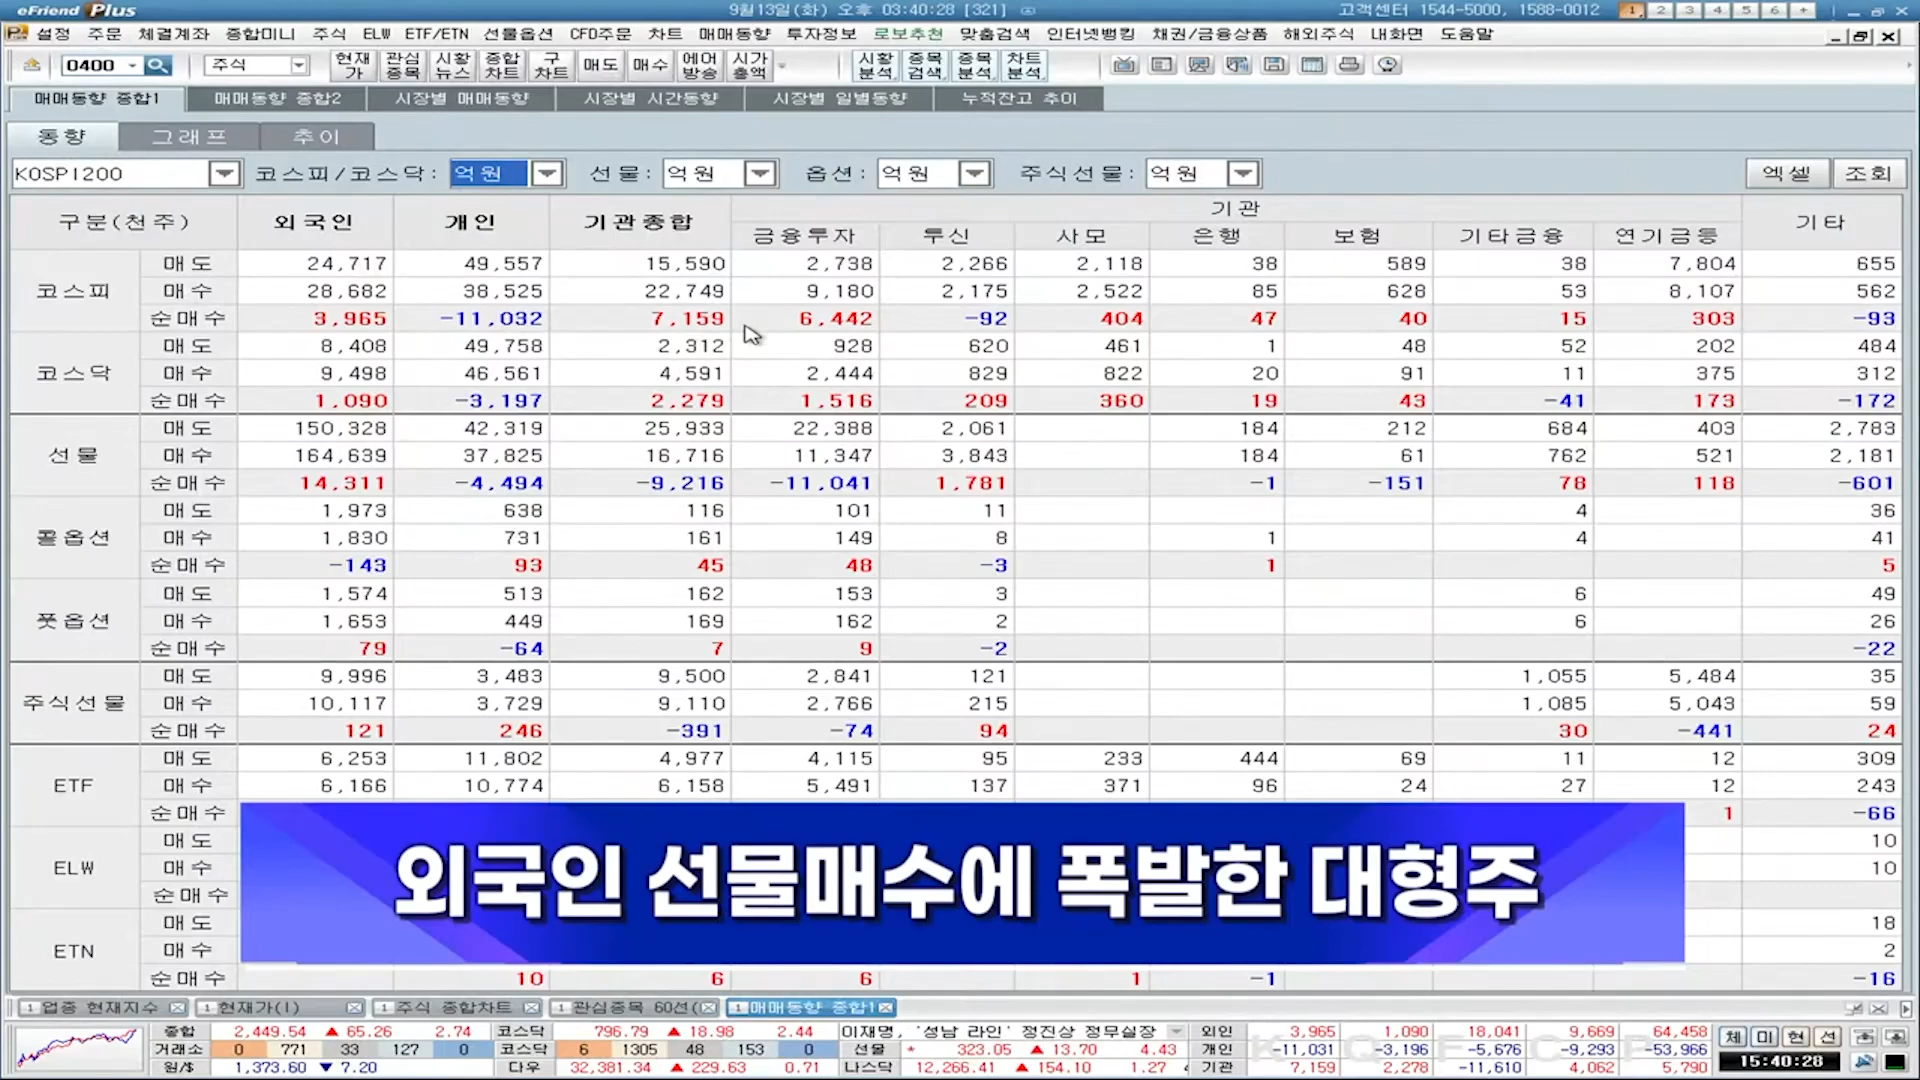 eFriend Plus 9월13일(화) 오후 03:40:28 [321] 고객센터 1544-5000, 1588-0012 1 2 3 4 5 6 +
설정 주문 체결계좌 종합미니 주식 ELW ETF/ETN 선물옵션 CFD주문 차트 매매동향 투자정보 로보추천 맞춤검색 인터넷뱅킹 채권/금융상품 해외주식 내화면 도움말
0400 주식 현재가 관심종목 시황뉴스 종합차트 구차트 매도 매수 에어방송 시가총액 시황분석 종목검색 종목분석 차트분석
매매동향 종합1 매매동향 종합2 시장별 매매동향 시장별 시간동향 시장별 일별동향 누적잔고 추이
동향 그래프 추이
KOSPI200 코스피/코스닥: 억원 선물: 억원 옵션: 억원 주식선물: 억원 엑셀 조회
구분(천주) 외국인 개인 기관종합 기관 기타
금융투자 투신 사모 은행 보험 기타금융 연기금등
코스피 매도 24,717 49,557 15,590 2,738 2,266 2,118 38 589 38 7,804 655
매수 28,682 38,525 22,749 9,180 2,175 2,522 85 628 53 8,107 562
순매수 3,965 -11,032 7,159 6,442 -92 404 47 40 15 303 -93
코스닥 매도 8,408 49,758 2,312 928 620 461 1 48 52 202 484
매수 9,498 46,561 4,591 2,444 829 822 20 91 11 375 312
순매수 1,090 -3,197 2,279 1,516 209 360 19 43 -41 173 -172
선물 매도 150,328 42,319 25,933 22,388 2,061 184 212 684 403 2,783
매수 164,639 37,825 16,716 11,347 3,843 184 61 762 521 2,181
순매수 14,311 -4,494 -9,216 -11,041 1,781 -1 -151 78 118 -601
콜옵션 매도 1,973 638 116 101 11 4 36
매수 1,830 731 161 149 8 1 4 41
순매수 -143 93 45 48 -3 1 5
풋옵션 매도 1,574 513 162 153 3 6 49
매수 1,653 449 169 162 2 6 26
순매수 79 -64 7 9 -2 -22
주식선물 매도 9,996 3,483 9,500 2,841 121 1,055 5,484 35
매수 10,117 3,729 9,110 2,766 215 1,085 5,043 59
순매수 121 246 -391 -74 94 30 -441 24
ETF 매도 6,253 11,802 4,977 4,115 95 233 444 69 11 12 309
매수 6,166 10,774 6,158 5,491 137 371 96 24 27 12 243
순매수 1 -66
ELW 매도 10
매수 10
순매수
외국인 선물매수에 폭발한 대형주
ETN 매도 18
매수 2
순매수 10 6 6 1 -1 -16
1 업종 현재지수 1 현재가(I) 1 주식 종합차트 1 관심종목 60선( 1 매매동향 종합1
종합 2,449.54 ▲ 65.26 2.74 코스닥 796.79 ▲ 18.98 2.44 이재명, '성남 라인' 정진상 정무실장 외인 3,965 1,090 18,041 9,669 64,458 체 미 현 선
거래소 0 771 33 127 0 코스닥 6 1305 48 153 0 선물 * 323.05 ▲ 13.70 4.43 개인 -11,031 -3,196 -5,676 -9,293 -53,966
원/$ 1,373.60 ▼ 7.20 다우 32,381.34 ▲ 229.63 0.71 나스닥 12,266.41 ▲ 154.10 1.27 기관 7,159 2,278 -11,610 4,062 5,790 15:40:28